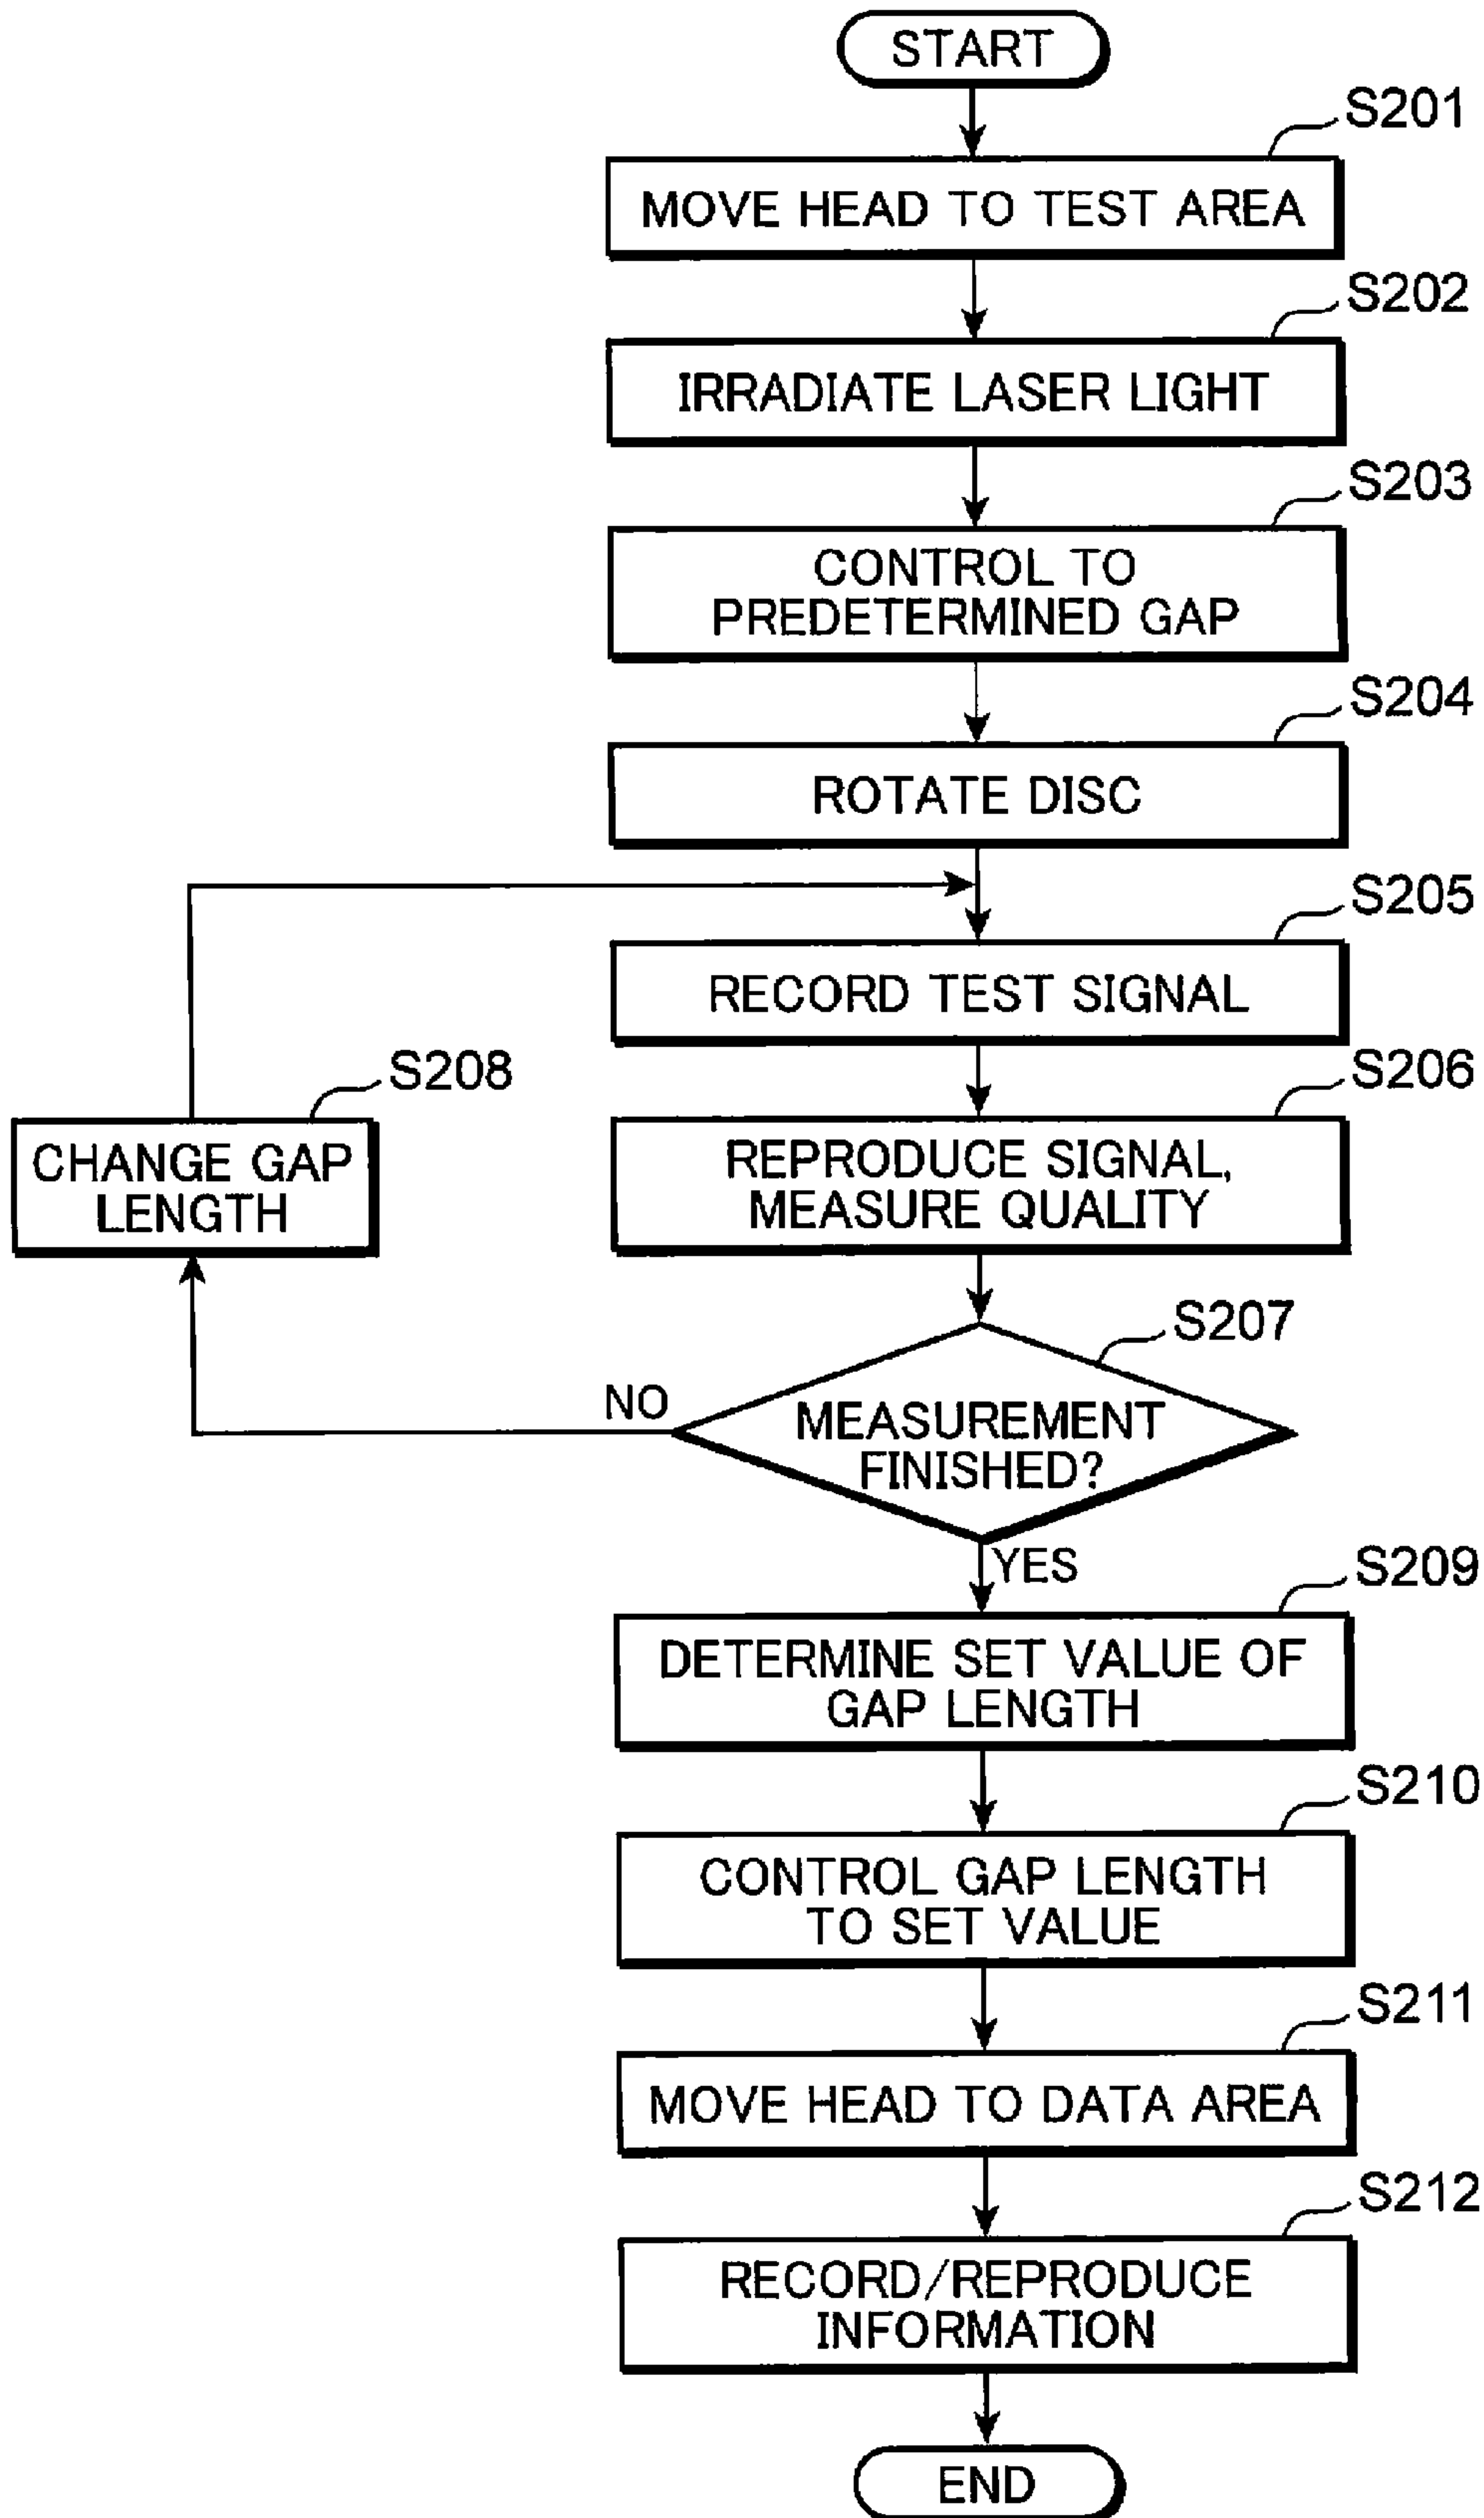 START
S201
MOVE HEAD TO TEST AREA
S202
IRRADIATE LASER LIGHT
S203
CONTROL TO
PREDETERMINED GAP
S204
ROTATE DISC
S205
RECORD TEST SIGNAL
S208
CHANGE GAP
LENGTH
S206
REPRODUCE SIGNAL,
MEASURE QUALITY
S207
NO
MEASUREMENT
FINISHED?
YES
S209
DETERMINE SET VALUE OF
GAP LENGTH
S210
CONTROL GAP LENGTH
TO SET VALUE
S211
MOVE HEAD TO DATA AREA
S212
RECORD/REPRODUCE
INFORMATION
END